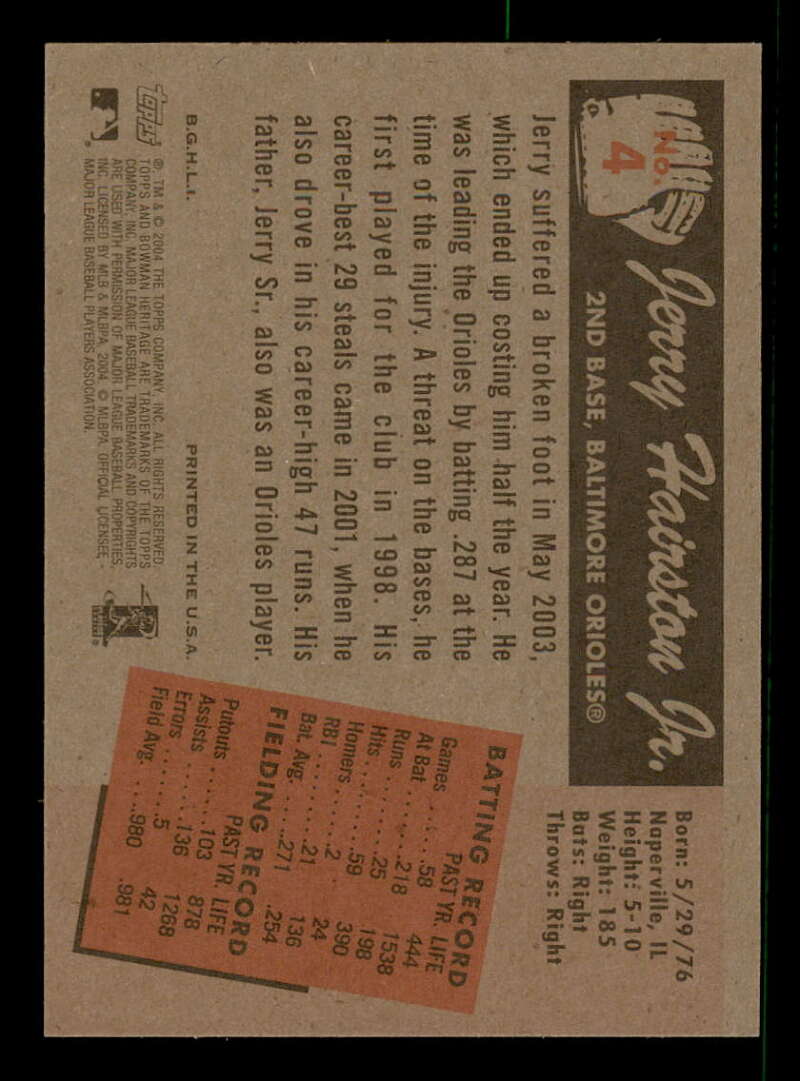 No.
4
Jerry Hairston Jr.
2ND BASE, BALTIMORE ORIOLES®
Born: 5/29/76
Naperville, IL
Height: 5-10
Weight: 185
Bats: Right
Throws: Right
Jerry suffered a broken foot in May 2003,
which ended up costing him half the year. He
was leading the Orioles by batting .287 at the
time of the injury. A threat on the bases, he
first played for the club in 1998. His
career-best 29 steals came in 2001, when he
also drove in his career-high 47 runs. His
father, Jerry Sr., also was an Orioles player.
BATTING RECORD
PAST YR. LIFE
Games .....58 444
At Bat .....218 1538
Runs .......25 198
Hits ........59 390
Homers .....2 24
RBI ........21 136
Bat. Avg. ....271 .254
FIELDING RECORD
PAST YR. LIFE
Putouts .....103 878
Assists .....136 1268
Errors .......5 42
Field Avg. ....980 .981
B.G.H.L.I. PRINTED IN THE U.S.A.
topps
®, TM & © 2004 THE TOPPS COMPANY, INC. ALL RIGHTS RESERVED.
TOPPS AND BOWMAN HERITAGE ARE TRADEMARKS OF THE TOPPS
COMPANY, INC. MAJOR LEAGUE BASEBALL TRADEMARKS AND COPYRIGHTS
ARE USED WITH PERMISSION OF MAJOR LEAGUE BASEBALL PROPERTIES,
INC. LICENSED BY MLB & MLBPA, 2004. © MLBPA. OFFICIAL LICENSEE -
MAJOR LEAGUE BASEBALL PLAYERS ASSOCIATION.